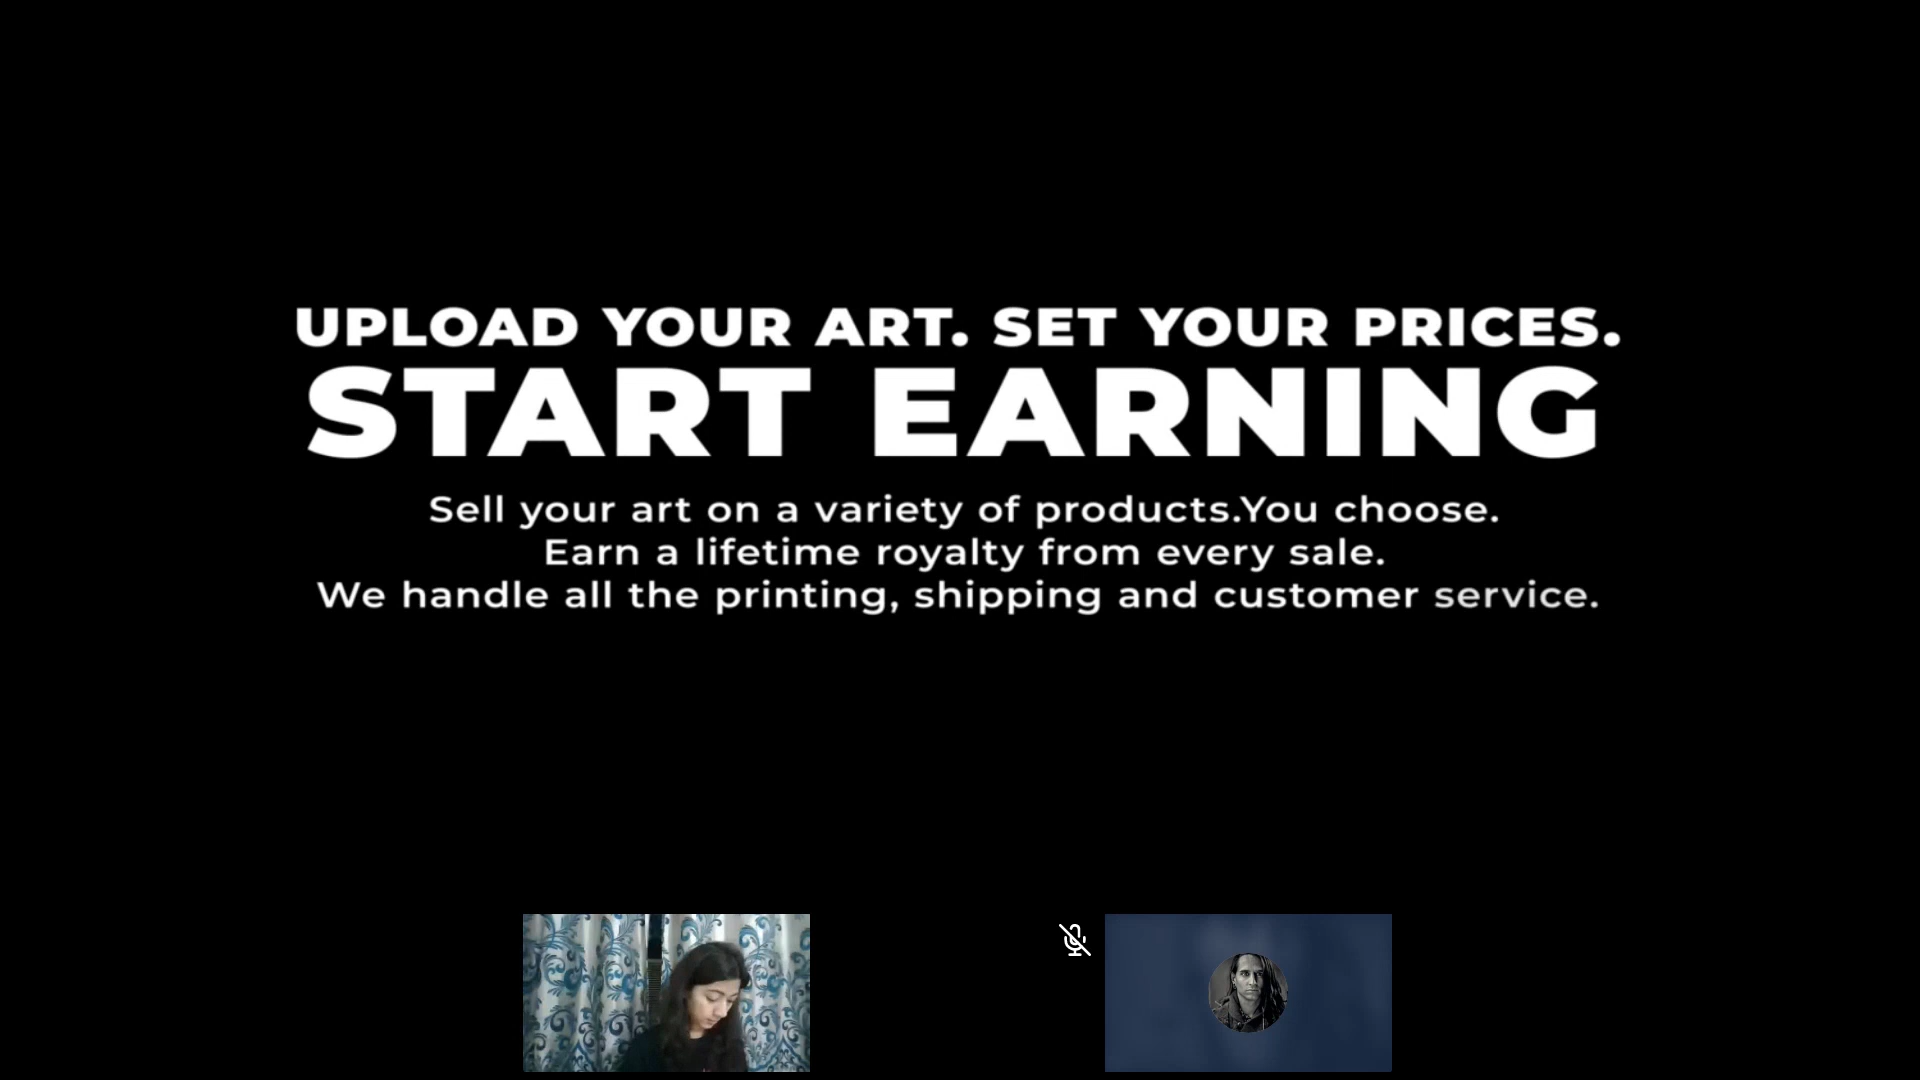 UPLOAD YOUR ART. SET YOUR PRICES.
START EARNING
Sell your art on a variety of products.You choose.
Earn a lifetime royalty from every sale.
We handle all the printing, shipping and customer service.